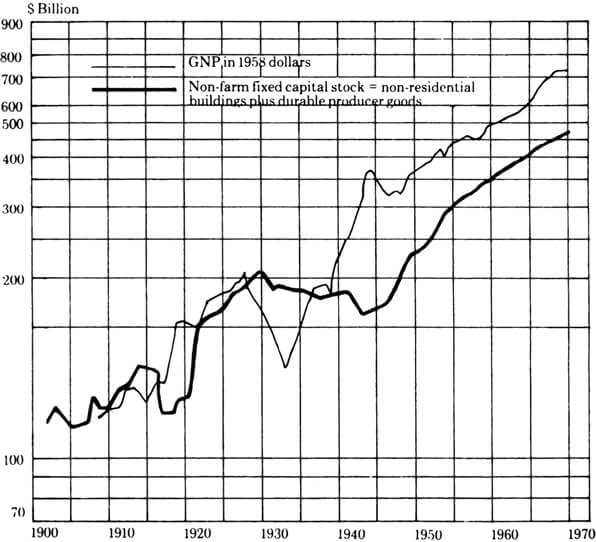 $ Billion
900
800
700
600
500
400
300
200
100
70
GNP, in 1958 dollars
Non-farm fixed capital stock = non-residential
buildings plus durable producer goods
1900 1910 1920 1930 1940 1950 1960 1970